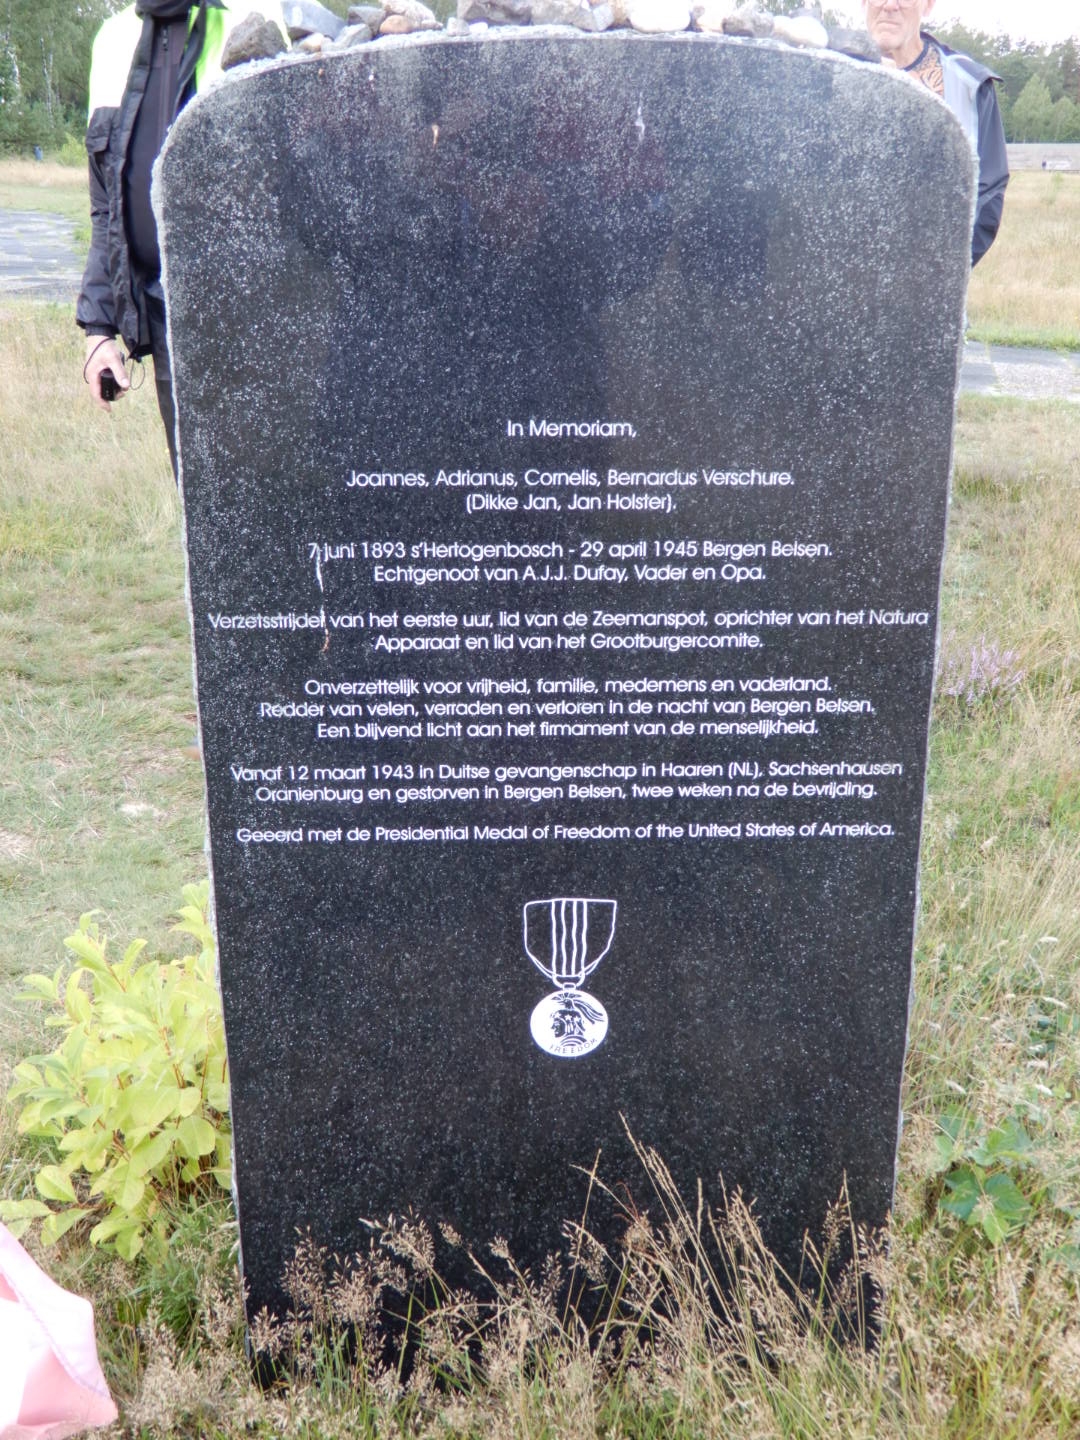 In Memoriam,
Joannes, Adrianus, Cornelis, Bernardus Verschure.
(Dikke Jan, Jan Holster).
7 juni 1893 s'Hertogenbosch - 29 april 1945 Bergen Belsen.
Echtgenoot van A.J.J. Dufay, Vader en Opa.
Verzetsstrijder van het eerste uur, lid van de Zeemanspot, oprichter van het Natura
Apparaat en lid van het Grootburgercomite.
Onverzettelijk voor vrijheid, familie, medemens en vaderland.
Redder van velen, verraden en verloren in de nacht van Bergen Belsen.
Een blijvend licht aan het firmament van de menselijkheid.
Vanaf 12 maart 1943 in Duitse gevangenschap in Haaren (NL), Sachsenhausen
Oranienburg en gestorven in Bergen Belsen, twee weken na de bevrijding.
Geeerd met de Presidential Medal of Freedom of the United States of America.
FREEDOM